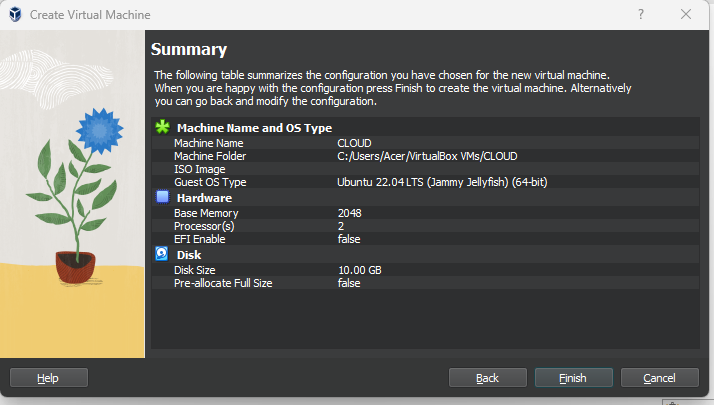 Create Virtual Machine
?
Summary
The following table summarizes the configuration you have chosen for the new virtual machine.
When you are happy with the configuration press Finish to create the virtual machine. Alternatively
you can go back and modify the configuration.
Machine Name and OS Type
Machine Name CLOUD
Machine Folder C:/Users/Acer/VirtualBox VMs/CLOUD
ISO Image
Guest OS Type Ubuntu 22.04 LTS (Jammy Jellyfish) (64-bit)
Hardware
Base Memory 2048
Processor(s) 2
EFI Enable false
Disk
Disk Size 10.00 GB
Pre-allocate Full Size false
Help Back Finish Cancel